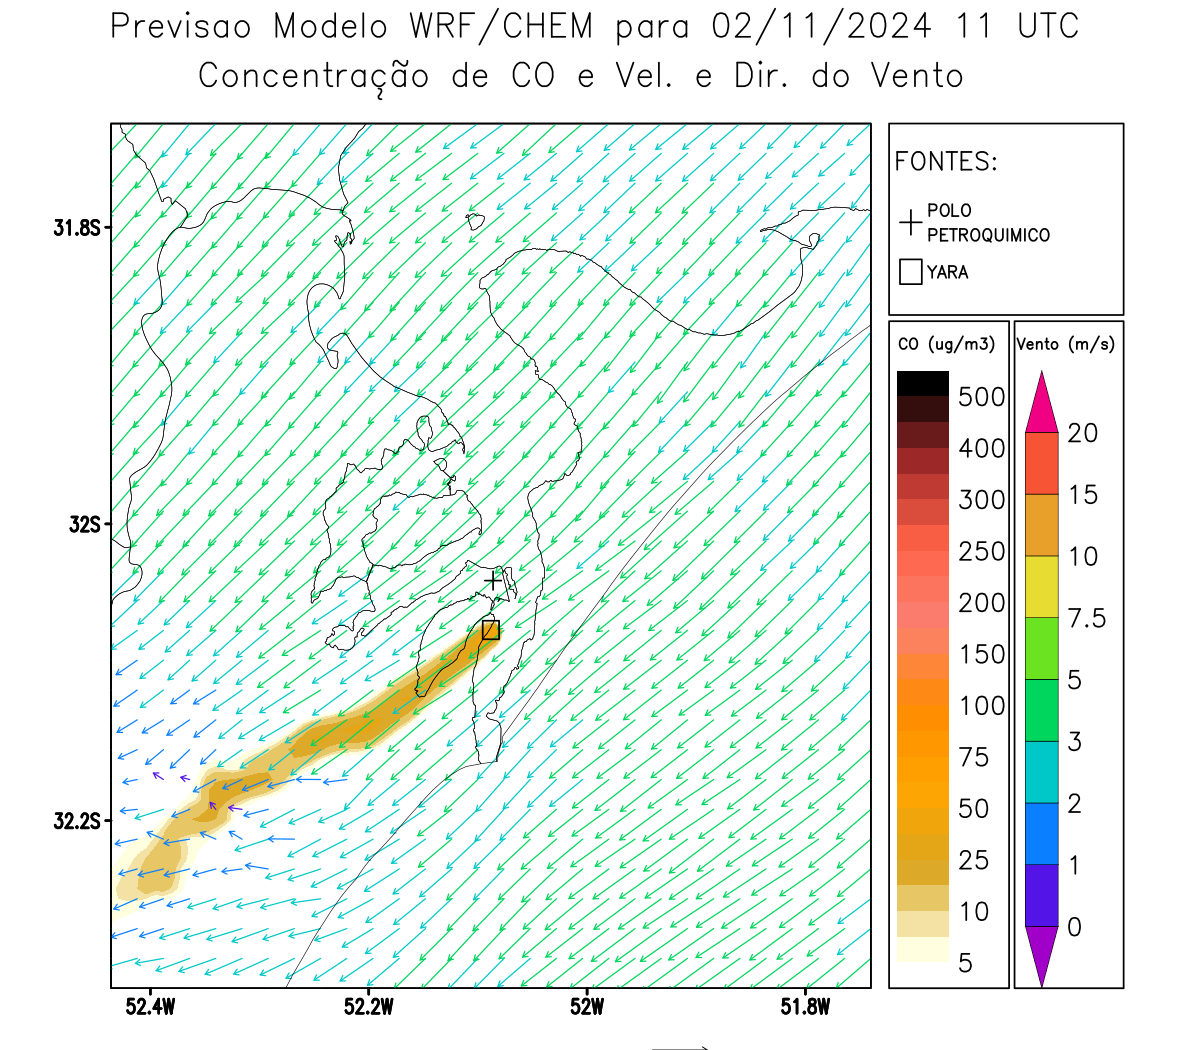 Previsao Modelo WRF/CHEM para 02/11/2024 11 UTC
Concentração de CO e Vel. e Dir. do Vento
FONTES:
POLO
PETROQUIMICO
YARA
CO (ug/m3)
500
400
300
250
200
150
100
75
50
25
10
5
Vento (m/s)
20
15
10
7.5
5
3
2
1
0
31.8S
32S
32.2S
52.4W
52.2W
52W
51.8W